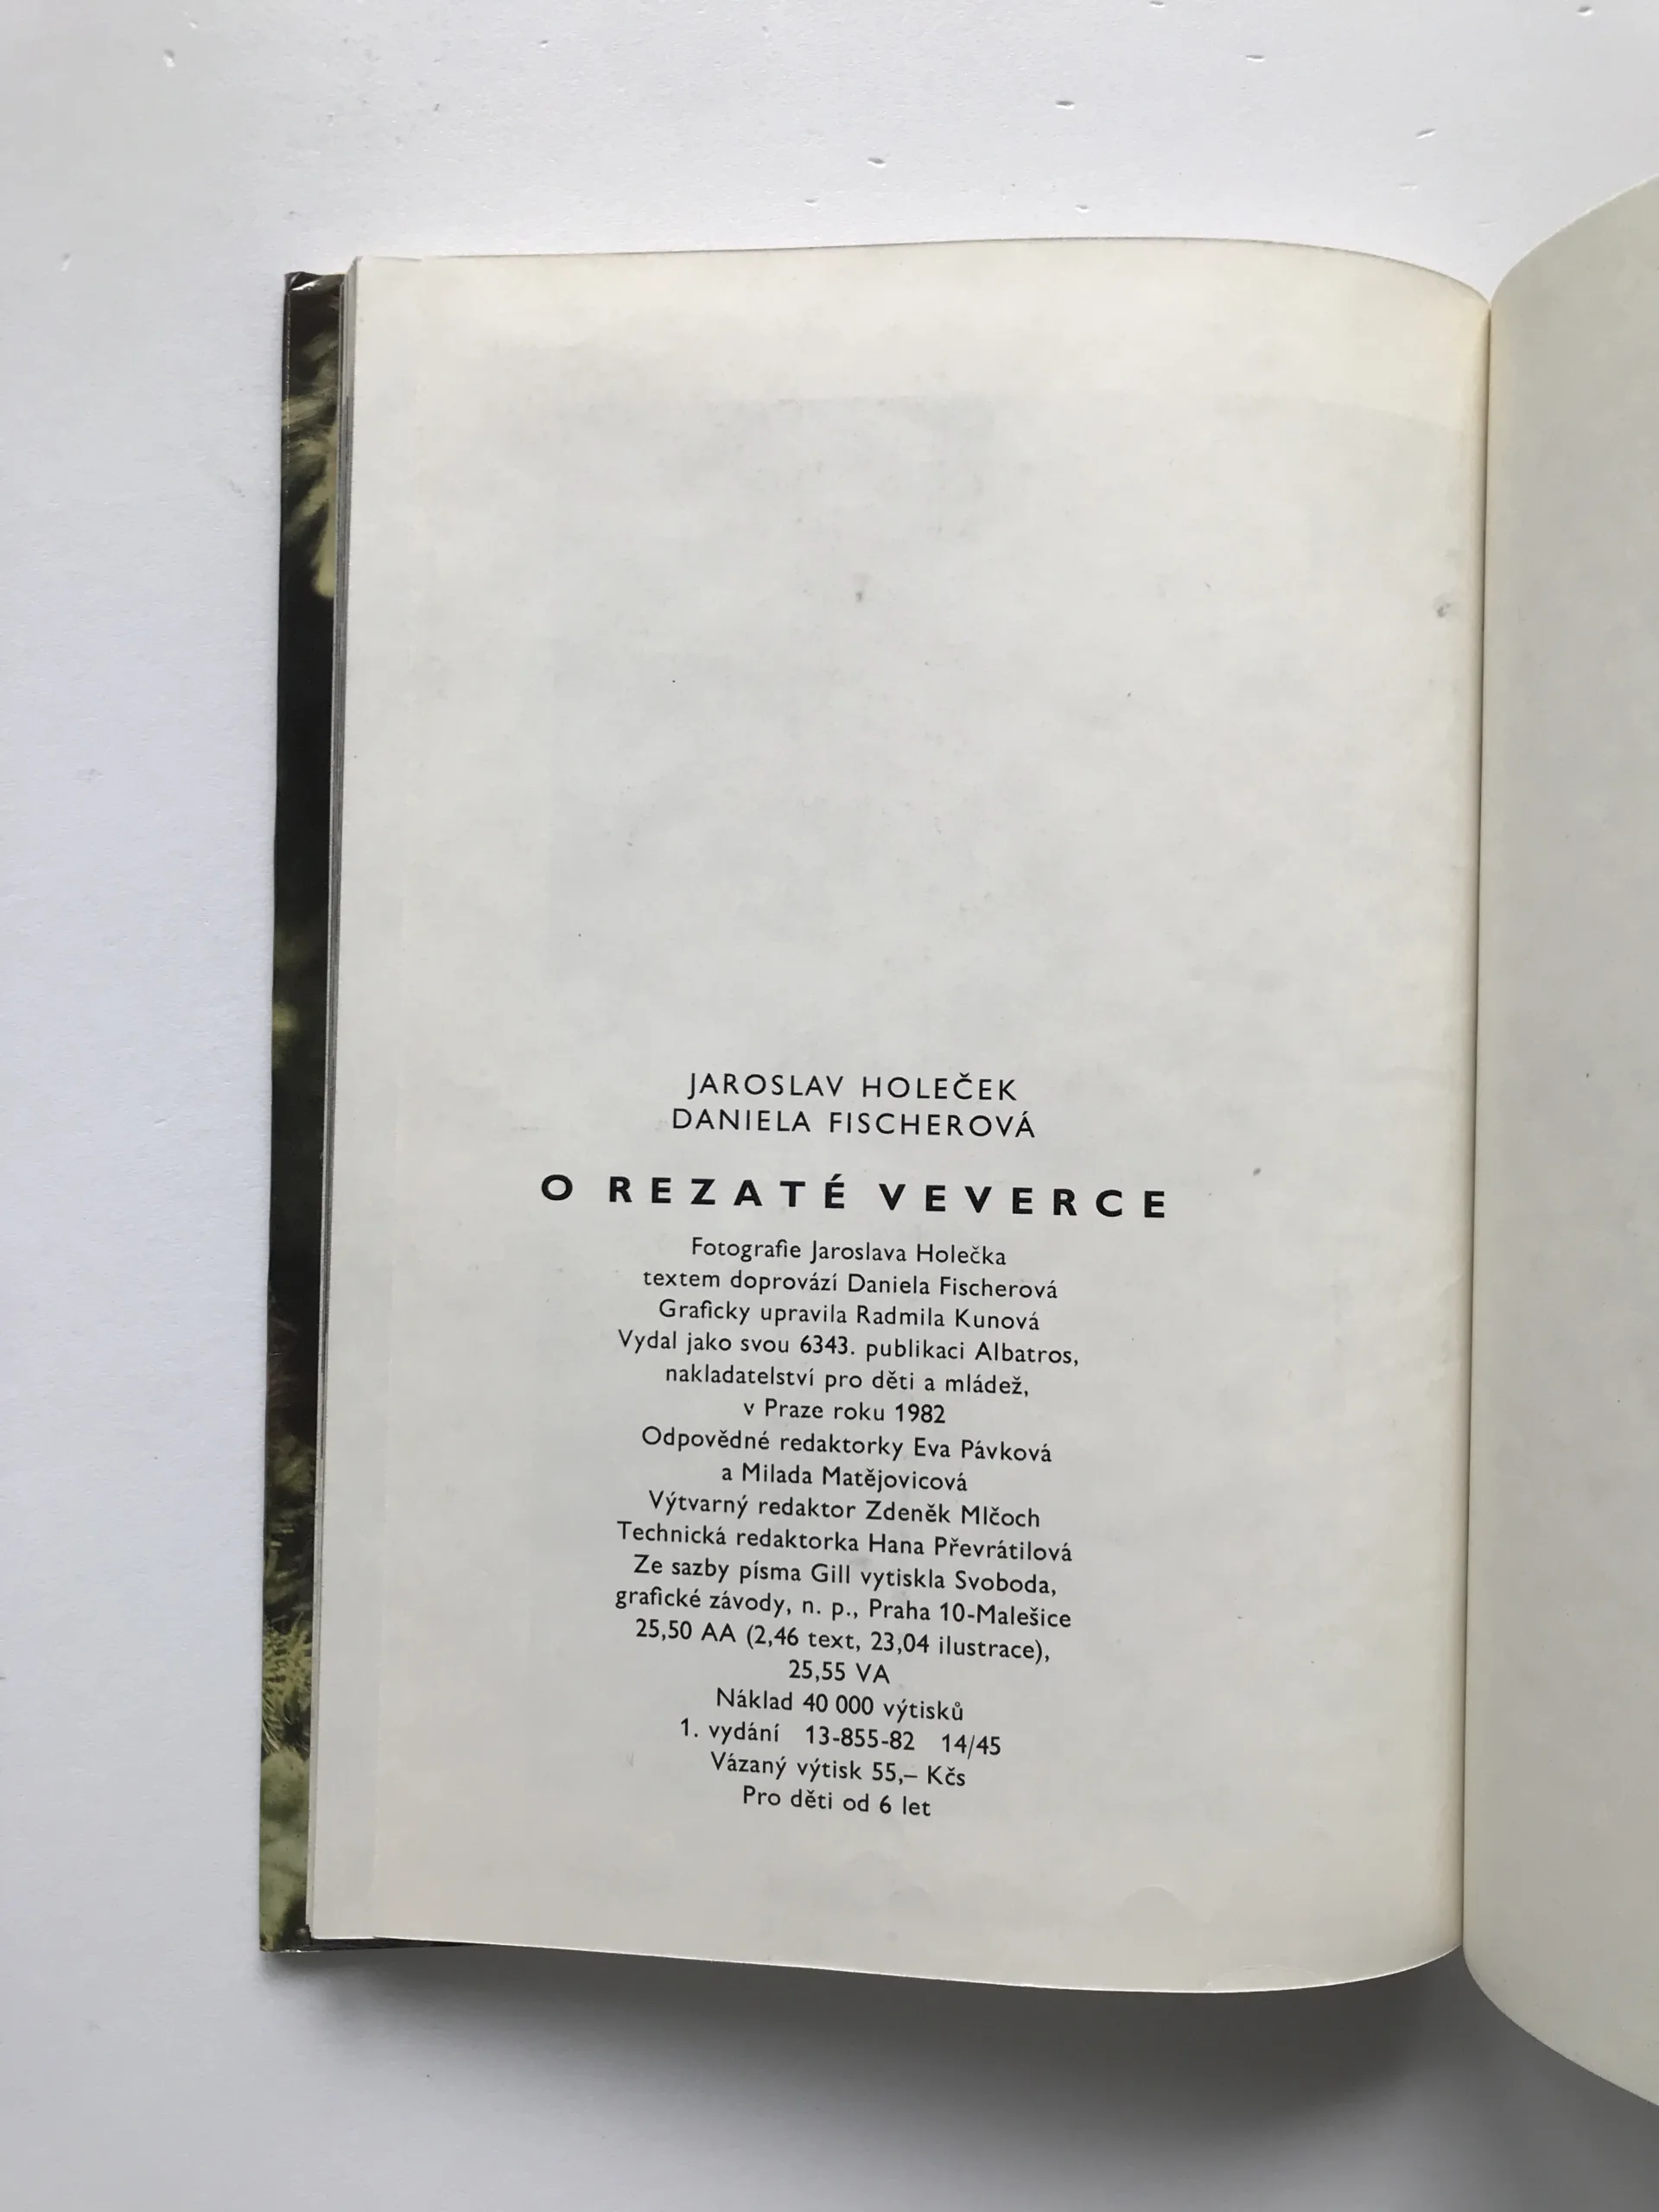 JAROSLAV HOLEČEK
DANIELA FISCHEROVÁ
O REZATÉ VEVERCE
Fotografie Jaroslava Holečka
textem doprovází Daniela Fischerová
Graficky upravila Radmila Kunová
Vydal jako svou 6343. publikaci Albatros,
nakladatelství pro děti a mládež,
v Praze roku 1982
Odpovědné redaktorky Eva Pávková
a Milada Matějovicová
Výtvarný redaktor Zdeněk Mlčoch
Technická redaktorka Hana Převrátilová
Ze sazby písma Gill vytiskla Svoboda,
grafické závody, n. p., Praha 10-Malešice
25,50 AA (2,46 text, 23,04 ilustrace),
25,55 VA
Náklad 40 000 výtisků
1. vydání 13-855-82 14/45
Vázaný výtisk 55,– Kčs
Pro děti od 6 let